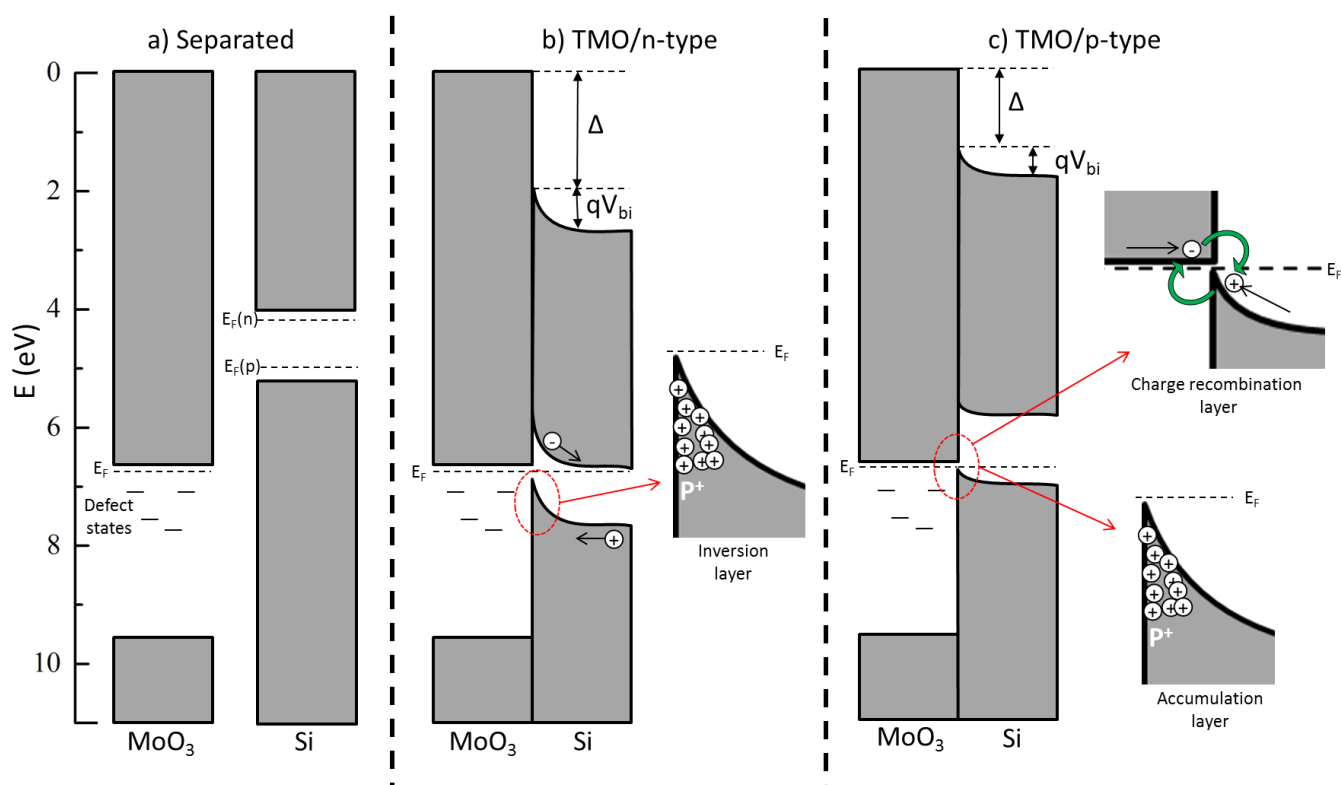 a) Separated
b) TMO/n-type
c) TMO/p-type
0
2
4
6
8
10
E (eV)
E_F(n)
E_F(p)
E_F
Defect
states
MoO₃
Si
Δ
qV_bi
-
+
E_F
MoO₃
Si
E_F
+
+
+
+
+
+
+
+
+
+
P⁺
Inversion
layer
Δ
qV_bi
E_F
MoO₃
Si
-
+
E_F
Charge recombination
layer
E_F
+
+
+
+
+
+
+
+
+
+
P⁺
Accumulation
layer